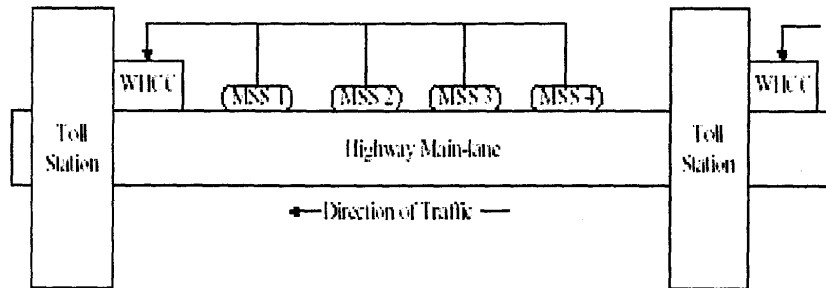 WHCC
MSS 1
MSS 2
MSS 3
MSS 4
WHCC
Toll
Station
Highway Main-lane
Toll
Station
Direction of Traffic